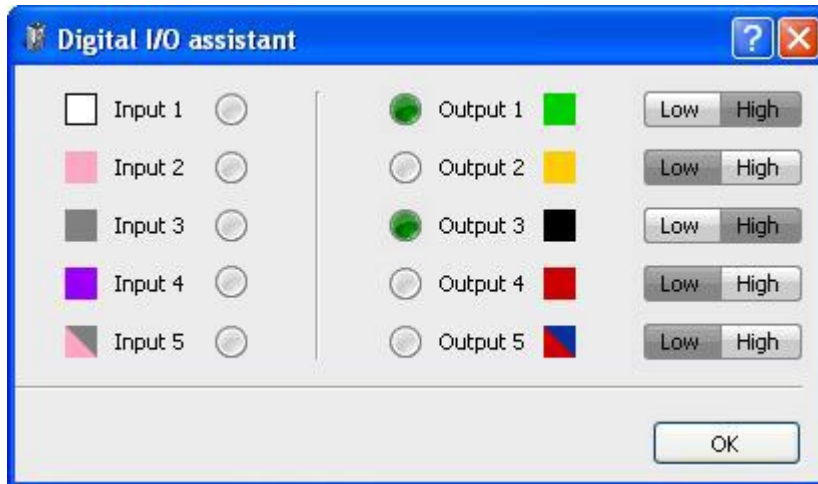 Digital I/O assistant ?
Input 1 Output 1 Low High
Input 2 Output 2 Low High
Input 3 Output 3 Low High
Input 4 Output 4 Low High
Input 5 Output 5 Low High
OK